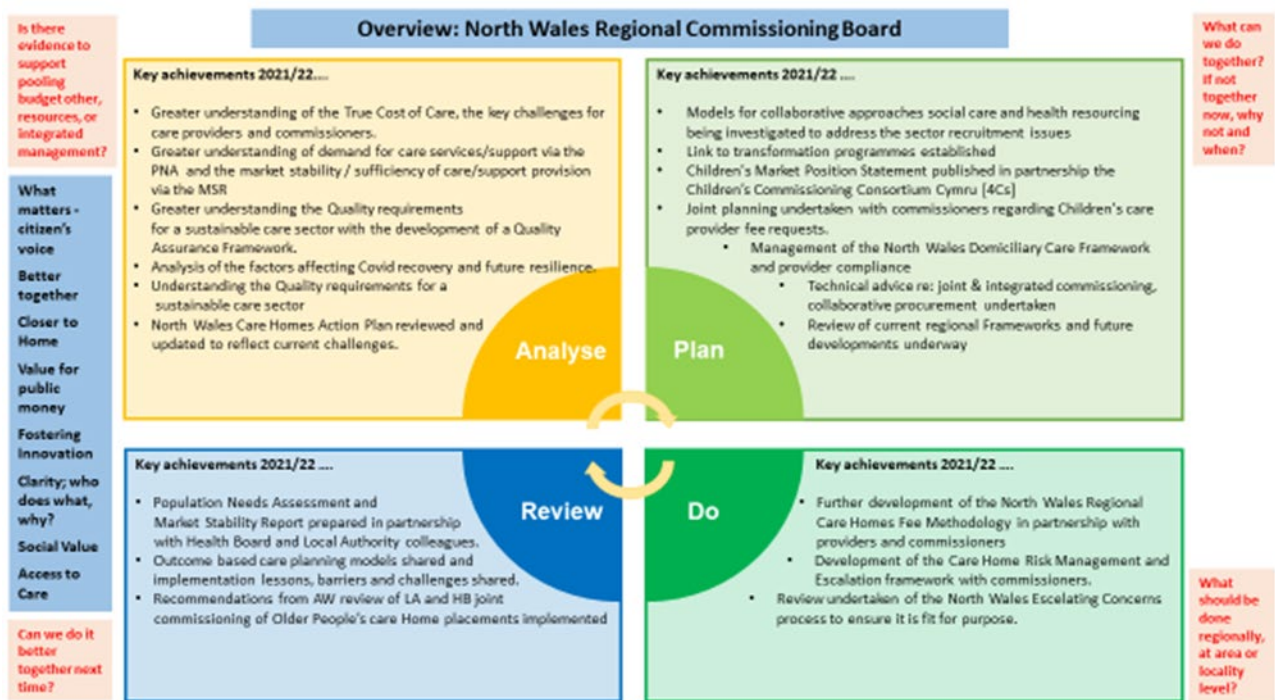 Overview: North Wales Regional Commissioning Board
Is there
evidence to
support
pooling
budget other,
resources, or
integrated
management?
What
matters -
citizen's
voice
Better
together
Closer to
Home
Value for
public
money
Fostering
Innovation
Clarity; who
does what,
why?
Social Value
Access to
Care
Can we do it
better
together next
time?
Key achievements 2021/22....
• Greater understanding of the True Cost of Care, the key challenges for
care providers and commissioners.
• Greater understanding of demand for care services/support via the
PNA and the market stability / sufficiency of care/support provision
via the MSR
• Greater understanding the Quality requirements
for a sustainable care sector with the development of a Quality
Assurance Framework.
• Analysis of the factors affecting Covid recovery and future resilience.
• Understanding the Quality requirements for a
sustainable care sector
• North Wales Care Homes Action Plan reviewed and
updated to reflect current challenges.
Analyse
Key achievements 2021/22 ....
• Models for collaborative approaches social care and health resourcing
being investigated to address the sector recruitment issues
• Link to transformation programmes established
• Children's Market Position Statement published in partnership the
Children's Commissioning Consortium Cymru [4Cs]
• Joint planning undertaken with commissioners regarding Children's care
provider fee requests.
• Management of the North Wales Domiciliary Care Framework
and provider compliance
• Technical advice re: joint & integrated commissioning,
collaborative procurement undertaken
• Review of current regional Frameworks and future
developments underway
Plan
Key achievements 2021/22 ....
• Population Needs Assessment and
Market Stability Report prepared in partnership
with Health Board and Local Authority colleagues.
• Outcome based care planning models shared and
implementation lessons, barriers and challenges shared.
• Recommendations from AW review of LA and HB joint
commissioning of Older People's care Home placements implemented
Review
Key achievements 2021/22 ....
• Further development of the North Wales Regional
Care Homes Fee Methodology in partnership with
providers and commissioners
• Development of the Care Home Risk Management and
Escalation framework with commissioners.
• Review undertaken of the North Wales Escelating Concerns
process to ensure it is fit for purpose.
Do
What can
we do
together?
If not
together
now, why
not and
when?
What
should be
done
regionally,
at area or
locality
level?